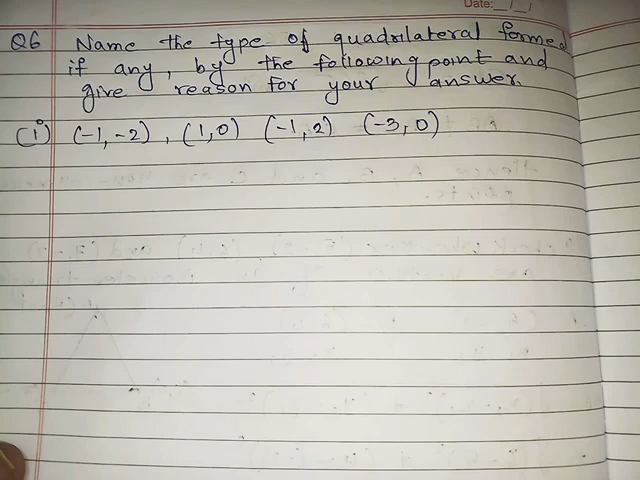 Date: / /
Q6 Name the type of quadrilateral formed
if any, by the following point and
give reason for your answer.
(i) (-1, -2), (1, 0) (-1, 2) (-3, 0)